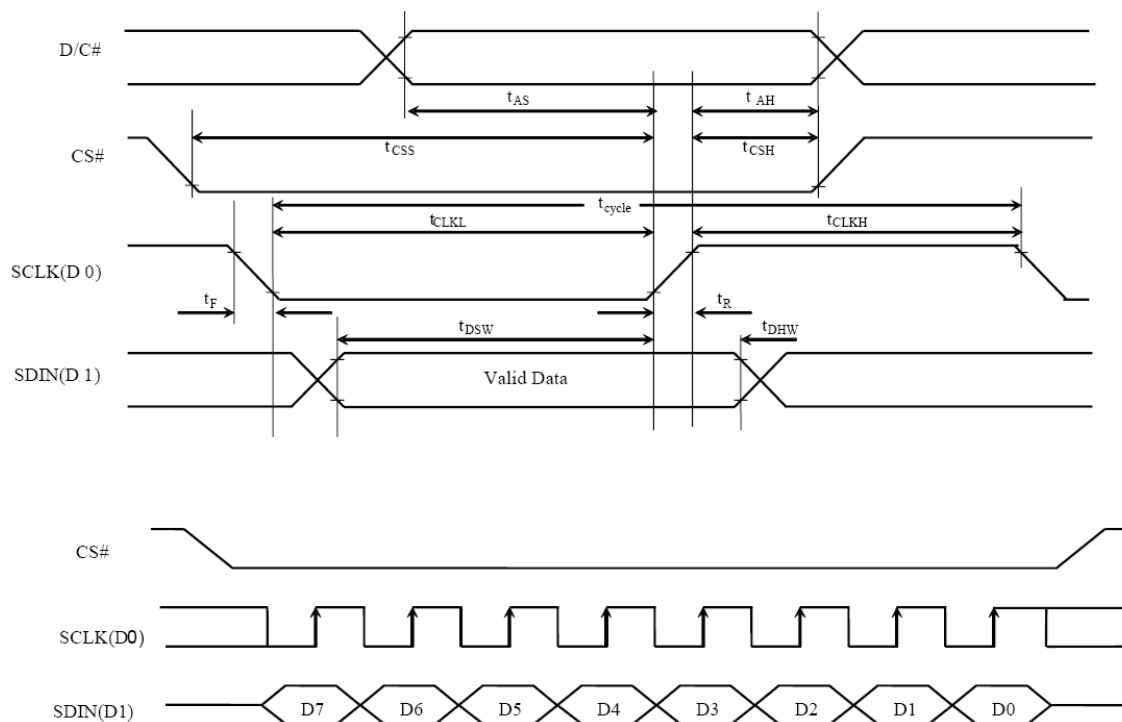 D/C#
tAS
t AH
CS#
tCSS
tCSH
tcycle
tCLKL
tCLKH
SCLK(D 0)
tF
tR
tDSW
tDHW
SDIN(D 1)
Valid Data
CS#
SCLK(D0)
SDIN(D1)
D7 D6 D5 D4 D3 D2 D1 D0